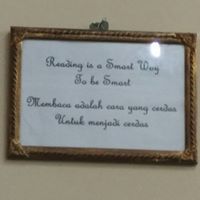 Reading is a Smart Way
To be Smart
Membaca adalah cara yang cerdas
Untuk menjadi cerdas